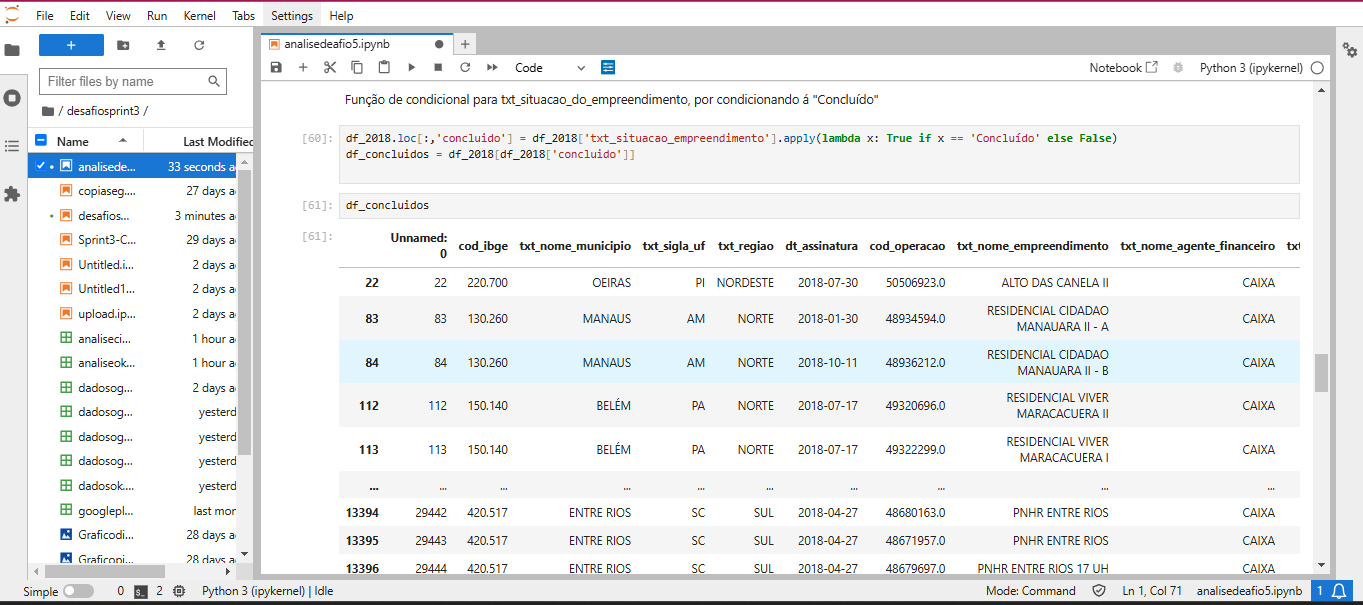 File Edit View Run Kernel Tabs Settings Help
+
Filter files by name
/ desafiosprint3 /
Name Last Modified
analisede... 33 seconds a
copiaseg.... 27 days a
desafios... 3 minutes a
Sprint3-C... 29 days a
Untitled.i... 2 days a
Untitled1... 2 days a
upload.ip... 2 days a
analiseci... 1 hour a
analiseok... 1 hour a
dadosog... 2 days a
dadosog... yesterd
dadosog... yesterd
dadosog... yesterd
dadosok.... yesterd
googlepl... last mor
Graficodi... 28 days a
Graficopi... 28 days a
analisedeafio5.ipynb
+
Code
Notebook
Python 3 (ipykernel)
Função de condicional para txt_situacao_do_empreendimento, por condicionando á "Concluído"
[60]: df_2018.loc[:,'concluido'] = df_2018['txt_situacao_empreendimento'].apply(lambda x: True if x == 'Concluído' else False)
df_concluidos = df_2018[df_2018['concluido']]
[61]: df_concluidos
[61]:
Unnamed: 0 cod_ibge txt_nome_municipio txt_sigla_uf txt_regiao dt_assinatura cod_operacao txt_nome_empreendimento txt_nome_agente_financeiro txt
22 22 220.700 OEIRAS PI NORDESTE 2018-07-30 50506923.0 ALTO DAS CANELA II CAIXA
83 83 130.260 MANAUS AM NORTE 2018-01-30 48934594.0 RESIDENCIAL CIDADAO MANAUARA II - A CAIXA
84 84 130.260 MANAUS AM NORTE 2018-10-11 48936212.0 RESIDENCIAL CIDADAO MANAUARA II - B CAIXA
112 112 150.140 BELÉM PA NORTE 2018-07-17 49320696.0 RESIDENCIAL VIVER MARACACUERA II CAIXA
113 113 150.140 BELÉM PA NORTE 2018-07-17 49322299.0 RESIDENCIAL VIVER MARACACUERA I CAIXA
... ... ... ... ... ... ... ... ... ...
13394 29442 420.517 ENTRE RIOS SC SUL 2018-04-27 48680163.0 PNHR ENTRE RIOS CAIXA
13395 29443 420.517 ENTRE RIOS SC SUL 2018-04-27 48671957.0 PNHR ENTRE RIOS CAIXA
13396 29444 420.517 ENTRE RIOS SC SUL 2018-04-27 48679697.0 PNHR ENTRE RIOS 17 UH CAIXA
Simple 0 2 Python 3 (ipykernel) | Idle Mode: Command Ln 1, Col 71 analisedeafio5.ipynb 1